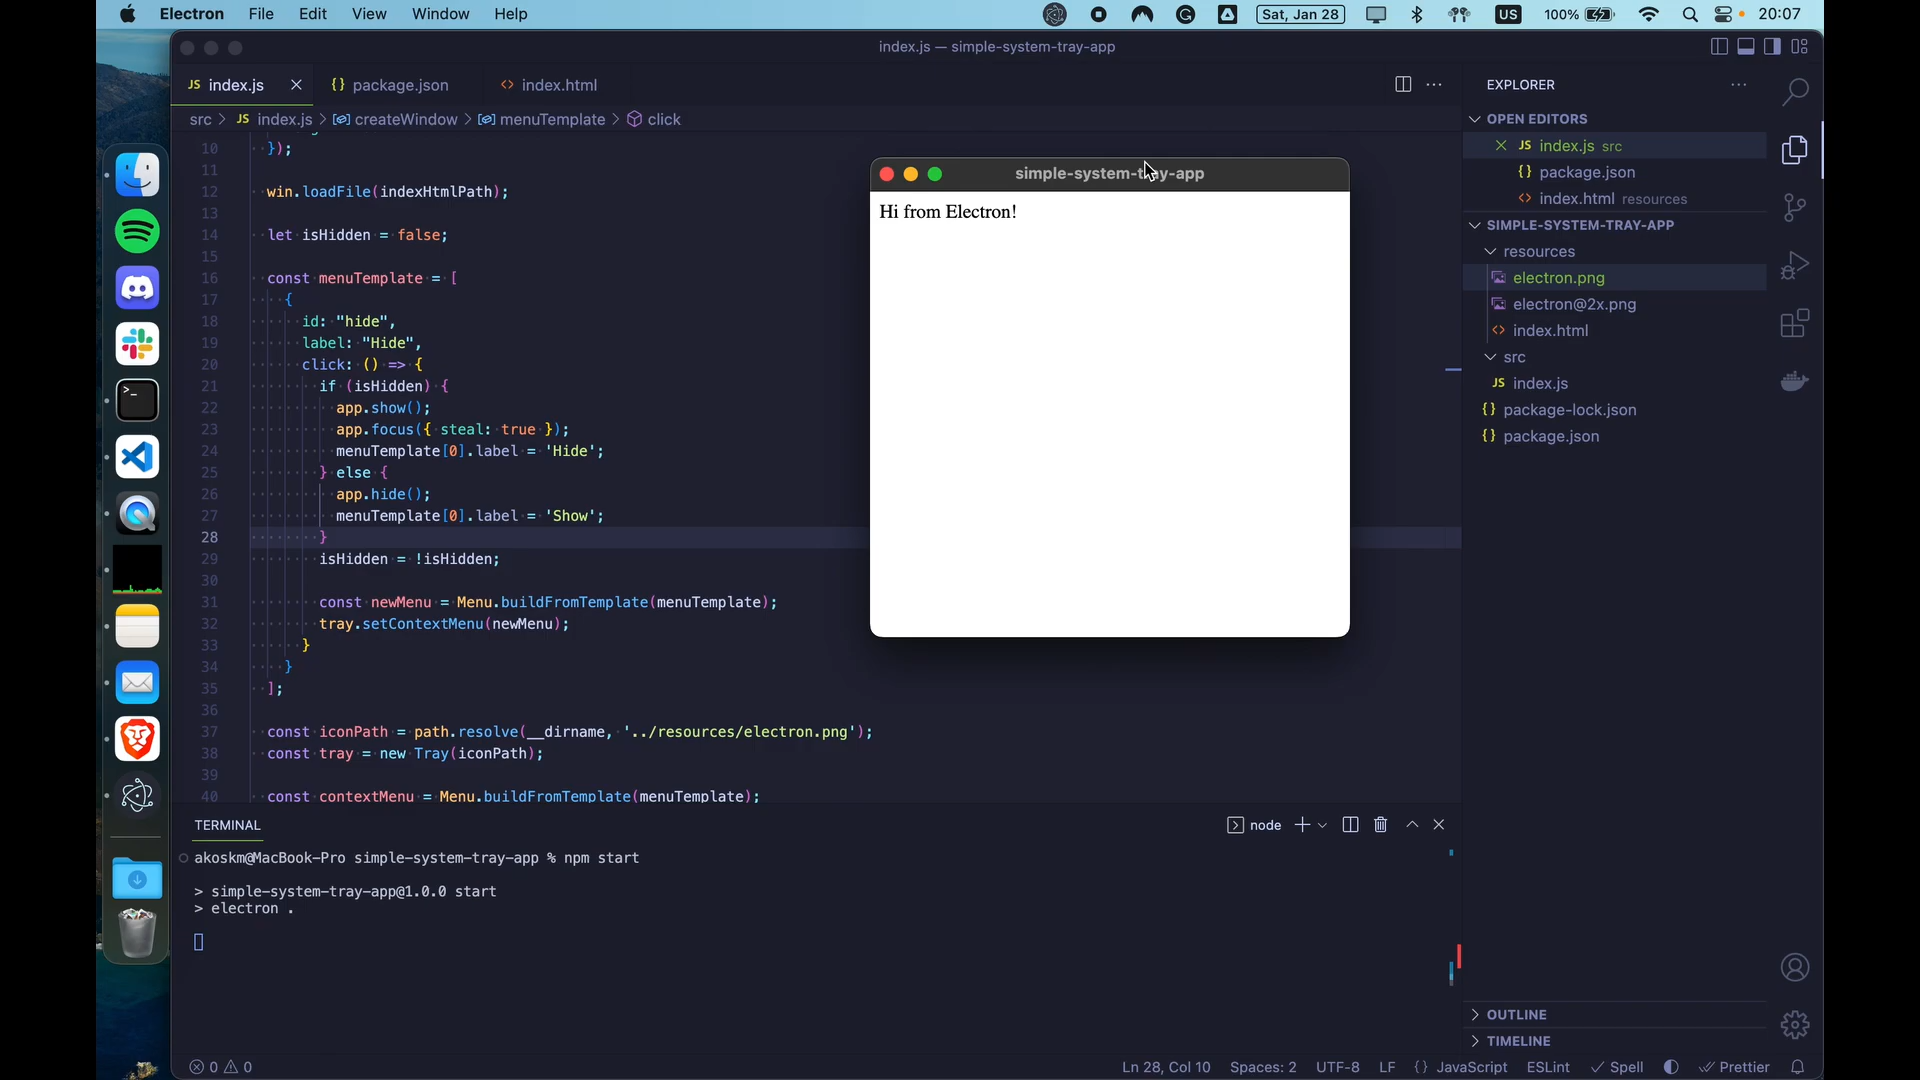 Electron File Edit View Window Help
Sat, Jan 28 US 100% 20:07
index.js — simple-system-tray-app
JS index.js {} package.json <> index.html
src > JS index.js > createWindow > menuTemplate > click
10 });
11
12 win.loadFile(indexHtmlPath);
13
14 let isHidden = false;
15
16 const menuTemplate = [
17 {
18 id: "hide",
19 label: "Hide",
20 click: () => {
21 if (isHidden) {
22 app.show();
23 app.focus({ steal: true });
24 menuTemplate[0].label = 'Hide';
25 } else {
26 app.hide();
27 menuTemplate[0].label = 'Show';
28 }
29 isHidden = !isHidden;
30
31 const newMenu = Menu.buildFromTemplate(menuTemplate);
32 tray.setContextMenu(newMenu);
33 }
34 }
35 ];
36
37 const iconPath = path.resolve(__dirname, '../resources/electron.png');
38 const tray = new Tray(iconPath);
39
40 const contextMenu = Menu.buildFromTemplate(menuTemplate);
simple-system-tray-app
Hi from Electron!
EXPLORER
OPEN EDITORS
JS index.js src
{} package.json
<> index.html resources
SIMPLE-SYSTEM-TRAY-APP
resources
electron.png
electron@2x.png
<> index.html
src
JS index.js
{} package-lock.json
{} package.json
OUTLINE
TIMELINE
TERMINAL
node
akoskm@MacBook-Pro simple-system-tray-app % npm start
> simple-system-tray-app@1.0.0 start
> electron .
0 0
Ln 28, Col 10 Spaces: 2 UTF-8 LF {} JavaScript ESLint Spell Prettier